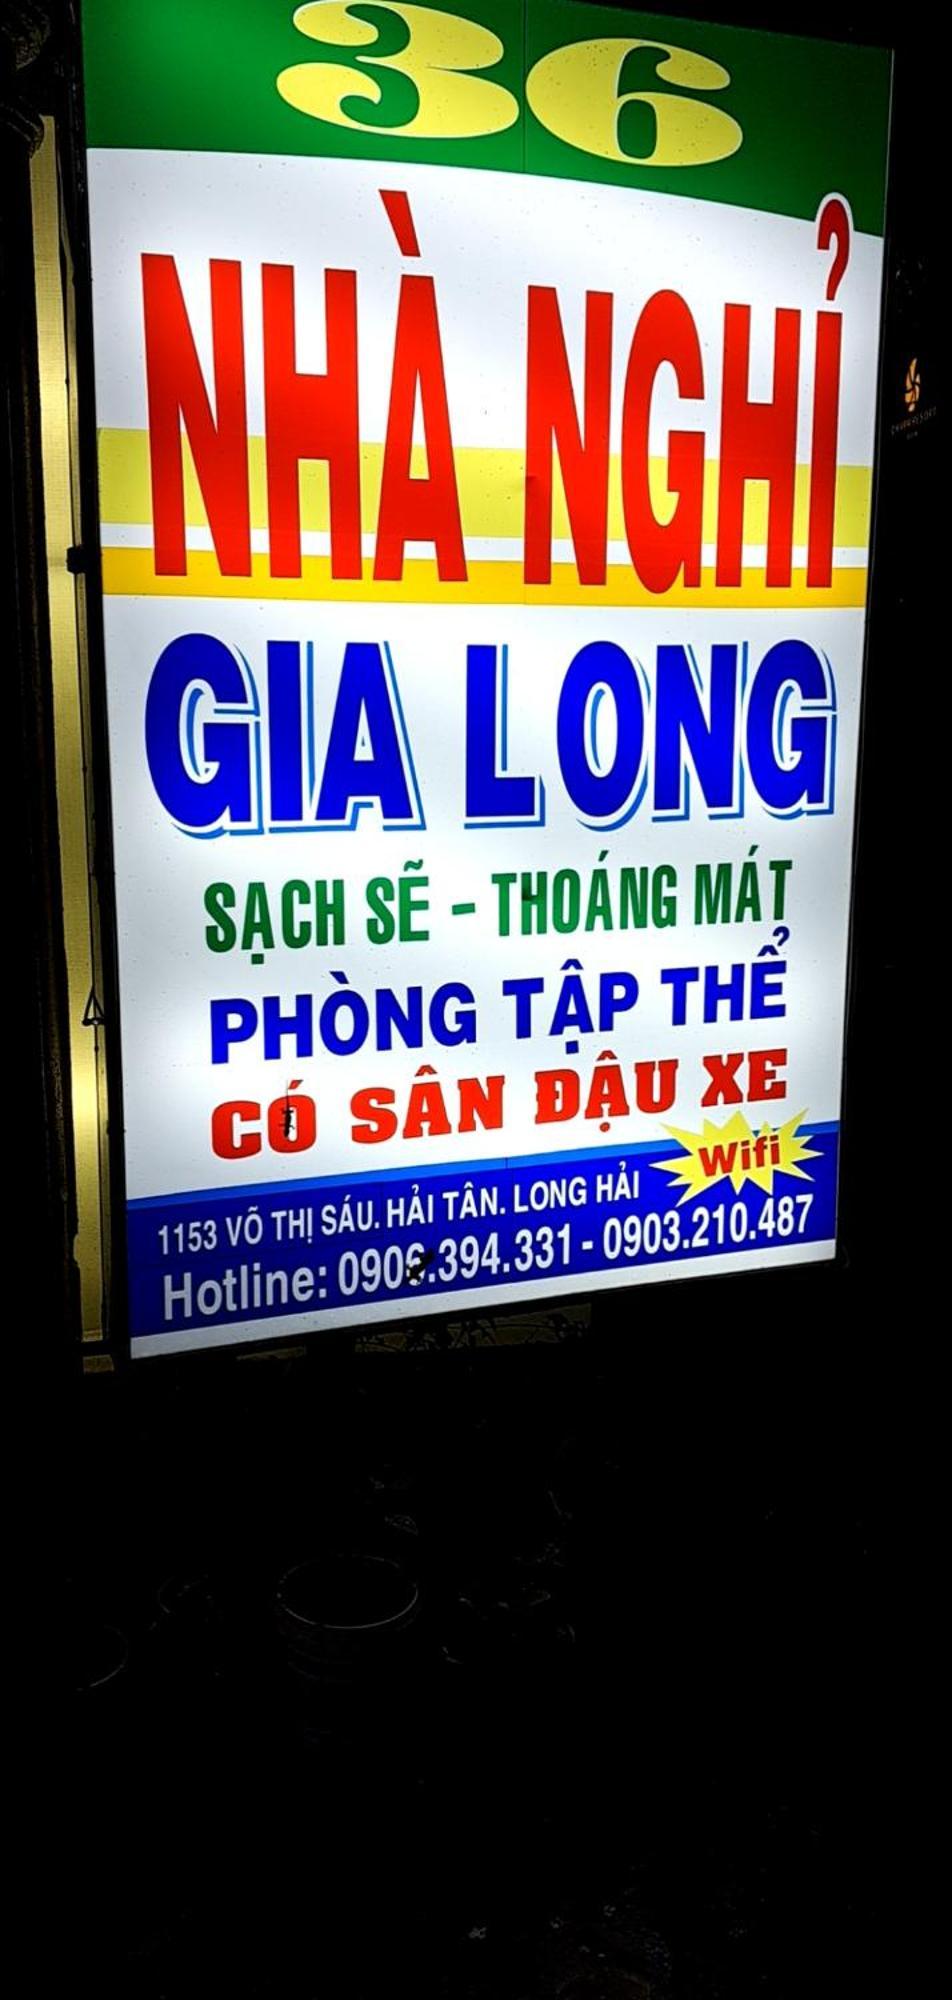 36
NHÀ NGHỈ
GIA LONG
SẠCH SẼ - THOÁNG MÁT
PHÒNG TẬP THỂ
CÓ SÂN ĐẬU XE
Wifi
1153 VÕ THỊ SÁU. HẢI TÂN. LONG HẢI
Hotline: 0906.394.331 - 0903.210.487